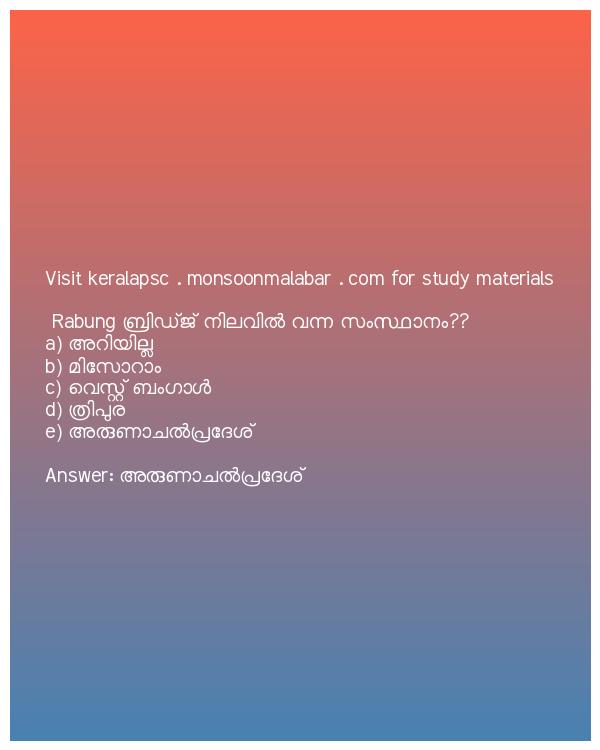 Visit keralapsc . monsoonmalabar . com for study materials
Rabung ബ്രിഡ്ജ് നിലവിൽ വന്ന സംസ്ഥാനം??
a) അറിയില്ല
b) മിസോറാം
c) വെസ്റ്റ് ബംഗാൾ
d) ത്രിപുര
e) അരുണാചൽപ്രദേശ്
Answer: അരുണാചൽപ്രദേശ്